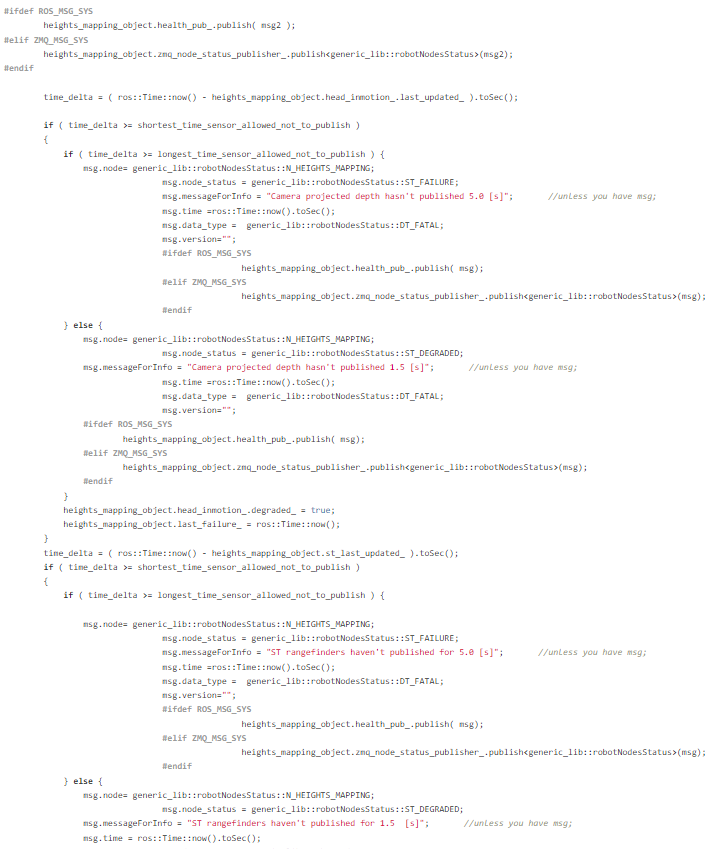 #ifdef ROS_MSG_SYS
heights_mapping_object.health_pub_.publish( msg2 );
#elif ZMQ_MSG_SYS
heights_mapping_object.zmq_node_status_publisher_.publish<generic_lib::robotNodesStatus>(msg2);
#endif
time_delta = ( ros::Time::now() - heights_mapping_object.head_inmotion_.last_updated_ ).toSec();
if ( time_delta >= shortest_time_sensor_allowed_not_to_publish )
{
if ( time_delta >= longest_time_sensor_allowed_not_to_publish ) {
msg.node= generic_lib::robotNodesStatus::N_HEIGHTS_MAPPING;
msg.node_status = generic_lib::robotNodesStatus::ST_FAILURE;
msg.messageForInfo = "Camera projected depth hasn't published 5.0 [s]"; //unless you have msg;
msg.time =ros::Time::now().toSec();
msg.data_type = generic_lib::robotNodesStatus::DT_FATAL;
msg.version="";
#ifdef ROS_MSG_SYS
heights_mapping_object.health_pub_.publish( msg);
#elif ZMQ_MSG_SYS
heights_mapping_object.zmq_node_status_publisher_.publish<generic_lib::robotNodesStatus>(msg);
#endif
} else {
msg.node= generic_lib::robotNodesStatus::N_HEIGHTS_MAPPING;
msg.node_status = generic_lib::robotNodesStatus::ST_DEGRADED;
msg.messageForInfo = "Camera projected depth hasn't published 1.5 [s]"; //unless you have msg;
msg.time =ros::Time::now().toSec();
msg.data_type = generic_lib::robotNodesStatus::DT_FATAL;
msg.version="";
#ifdef ROS_MSG_SYS
heights_mapping_object.health_pub_.publish( msg);
#elif ZMQ_MSG_SYS
heights_mapping_object.zmq_node_status_publisher_.publish<generic_lib::robotNodesStatus>(msg);
#endif
}
heights_mapping_object.head_inmotion_.degraded_ = true;
heights_mapping_object.last_failure_ = ros::Time::now();
}
time_delta = ( ros::Time::now() - heights_mapping_object.st_last_updated_ ).toSec();
if ( time_delta >= shortest_time_sensor_allowed_not_to_publish )
{
if ( time_delta >= longest_time_sensor_allowed_not_to_publish ) {
msg.node= generic_lib::robotNodesStatus::N_HEIGHTS_MAPPING;
msg.node_status = generic_lib::robotNodesStatus::ST_FAILURE;
msg.messageForInfo = "ST rangefinders haven't published for 5.0 [s]"; //unless you have msg;
msg.time =ros::Time::now().toSec();
msg.data_type = generic_lib::robotNodesStatus::DT_FATAL;
msg.version="";
#ifdef ROS_MSG_SYS
heights_mapping_object.health_pub_.publish( msg);
#elif ZMQ_MSG_SYS
heights_mapping_object.zmq_node_status_publisher_.publish<generic_lib::robotNodesStatus>(msg);
#endif
} else {
msg.node= generic_lib::robotNodesStatus::N_HEIGHTS_MAPPING;
msg.node_status = generic_lib::robotNodesStatus::ST_DEGRADED;
msg.messageForInfo = "ST rangefinders haven't published for 1.5 [s]"; //unless you have msg;
msg.time = ros::Time::now().toSec();